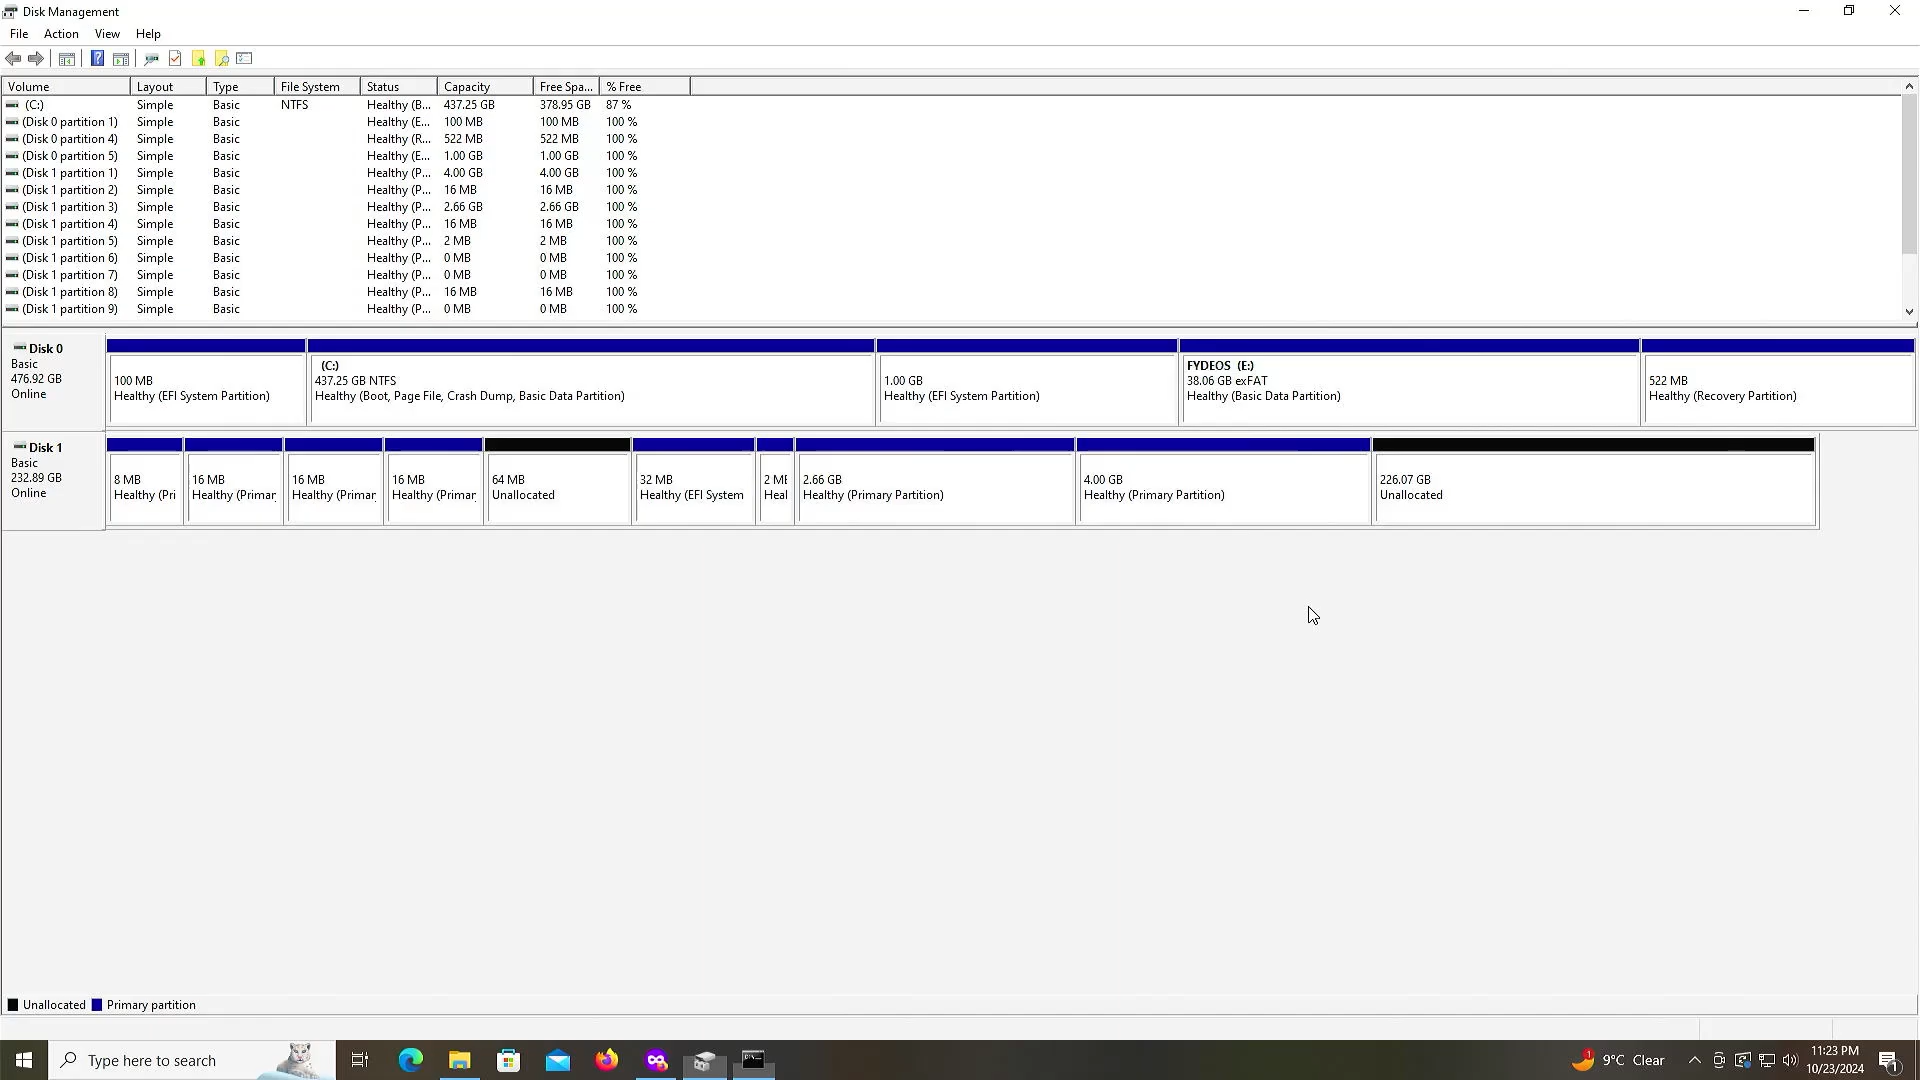 Disk Management
File Action View Help
Volume Layout Type File System Status Capacity Free Spa... % Free
(C:) Simple Basic NTFS Healthy (B... 437.25 GB 378.95 GB 87 %
(Disk 0 partition 1) Simple Basic Healthy (E... 100 MB 100 MB 100 %
(Disk 0 partition 4) Simple Basic Healthy (R... 522 MB 522 MB 100 %
(Disk 0 partition 5) Simple Basic Healthy (E... 1.00 GB 1.00 GB 100 %
(Disk 1 partition 1) Simple Basic Healthy (P... 4.00 GB 4.00 GB 100 %
(Disk 1 partition 2) Simple Basic Healthy (P... 16 MB 16 MB 100 %
(Disk 1 partition 3) Simple Basic Healthy (P... 2.66 GB 2.66 GB 100 %
(Disk 1 partition 4) Simple Basic Healthy (P... 16 MB 16 MB 100 %
(Disk 1 partition 5) Simple Basic Healthy (P... 2 MB 2 MB 100 %
(Disk 1 partition 6) Simple Basic Healthy (P... 0 MB 0 MB 100 %
(Disk 1 partition 7) Simple Basic Healthy (P... 0 MB 0 MB 100 %
(Disk 1 partition 8) Simple Basic Healthy (P... 16 MB 16 MB 100 %
(Disk 1 partition 9) Simple Basic Healthy (P... 0 MB 0 MB 100 %
Disk 0
Basic
476.92 GB
Online
100 MB
Healthy (EFI System Partition)
(C:)
437.25 GB NTFS
Healthy (Boot, Page File, Crash Dump, Basic Data Partition)
1.00 GB
Healthy (EFI System Partition)
FYDEOS (E:)
38.06 GB exFAT
Healthy (Basic Data Partition)
522 MB
Healthy (Recovery Partition)
Disk 1
Basic
232.89 GB
Online
8 MB
Healthy (Pri
16 MB
Healthy (Primar
16 MB
Healthy (Primar
16 MB
Healthy (Primar
64 MB
Unallocated
32 MB
Healthy (EFI System
2 ME
Heal
2.66 GB
Healthy (Primary Partition)
4.00 GB
Healthy (Primary Partition)
226.07 GB
Unallocated
Unallocated Primary partition
Type here to search
1
9°C Clear
11:23 PM
10/23/2024
1